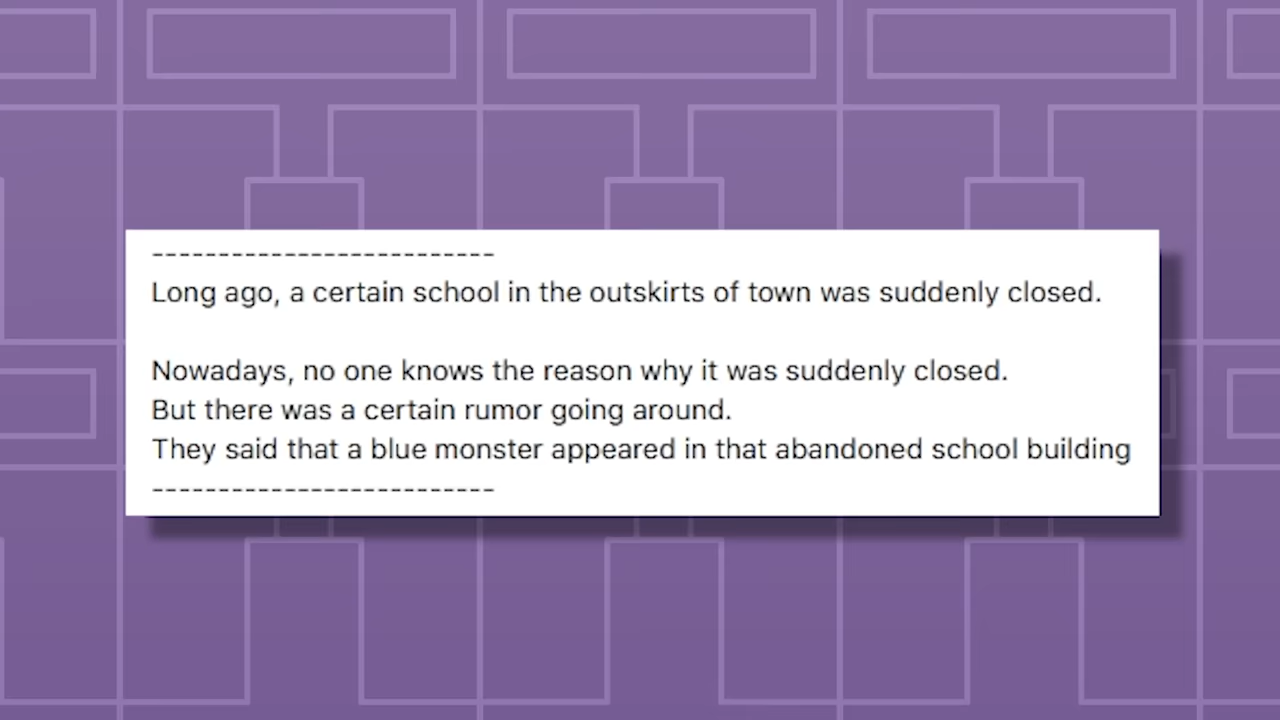 --------------------------
Long ago, a certain school in the outskirts of town was suddenly closed.
Nowadays, no one knows the reason why it was suddenly closed.
But there was a certain rumor going around.
They said that a blue monster appeared in that abandoned school building
--------------------------